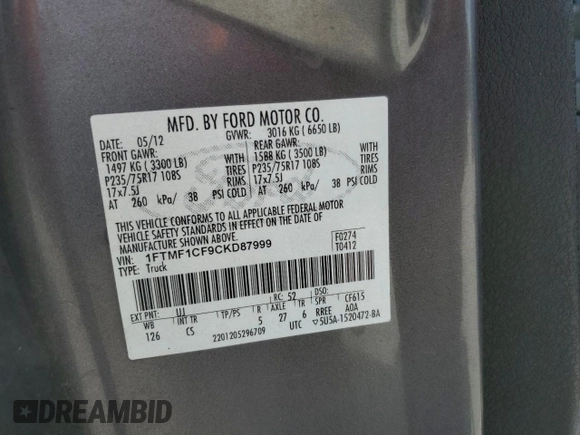 MFD. BY FORD MOTOR CO.
DATE 05/12 GVWR: 3016 KG ( 6650 LB)
FRONT GAWR: REAR GAWR:
1497 KG ( 3300 LB) WITH 1588 KG ( 3500 LB) WITH
P235/75R17 108S TIRES P235/75R17 108S TIRES
17x7.5J RIMS 17x7.5J RIMS
AT 260 kPa/ 38 PSI COLD AT 260 kPa/ 38 PSI COLD
THIS VEHICLE CONFORMS TO ALL APPLICABLE FEDERAL MOTOR
VEHICLE SAFETY STANDARDS IN EFFECT ON THE DATE OF
MANUFACTURE SHOWN ABOVE.
VIN: 1FTMF1CF9CKD87999 F0274
TYPE: Truck T0412
EXT PNT: UJ RC: 52 DSO:
WB INT TR TP/PS R AXLE TR SPR CF615
126 CS 5 27 6 RREE AOA
2201205296709 UTC ▽5U5A-1520472-BA
DREAMBID